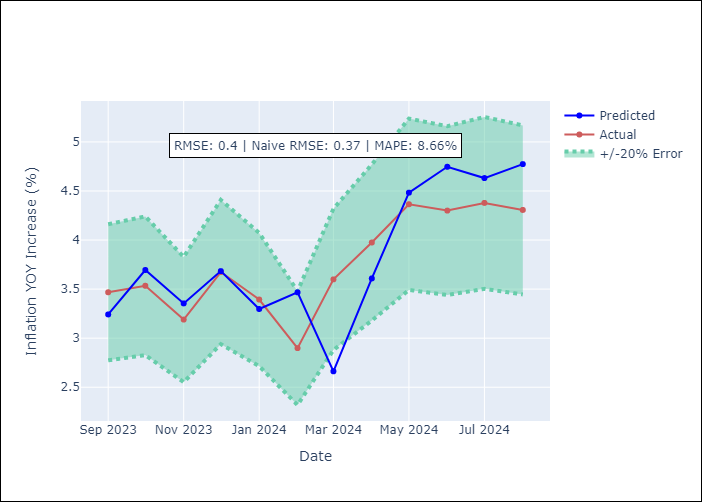 RMSE: 0.4 | Naive RMSE: 0.37 | MAPE: 8.66%
Predicted
Actual
+/-20% Error
Inflation YOY Increase (%)
5
4.5
4
3.5
3
2.5
Sep 2023 Nov 2023 Jan 2024 Mar 2024 May 2024 Jul 2024
Date